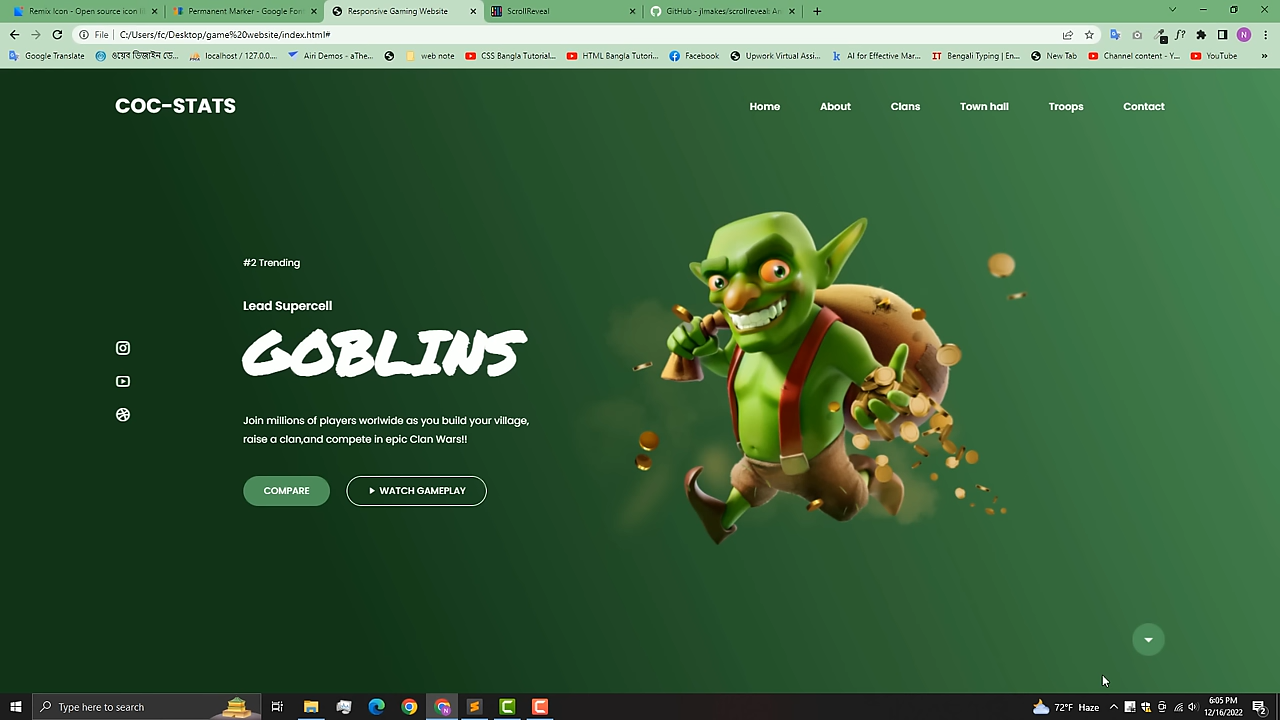 Remix Icon - Open source icon li
Permanent Marker - Google Fon
Responsive Gaming Website
ScrollReveal
GitHub - jlmakes/scrollreveal: An
File
C:/Users/fc/Desktop/game%20website/index.html#
N
Google Translate
ওয়েব ডিজাইন ডে...
localhost / 127.0.0....
Airi Demos - aThe...
web note
CSS Bangla Tutorial...
HTML Bangla Tutori...
Facebook
Upwork Virtual Assi...
AI for Effective Mar...
Bengali Typing | En...
New Tab
Channel content - Y...
YouTube
COC-STATS
Home
About
Clans
Town hall
Troops
Contact
#2 Trending
Lead Supercell
GOBLINS
Join millions of players worlwide as you build your village,
raise a clan,and compete in epic Clan Wars!!
COMPARE
WATCH GAMEPLAY
Type here to search
72°F Haze
6:05 PM
12/16/2022